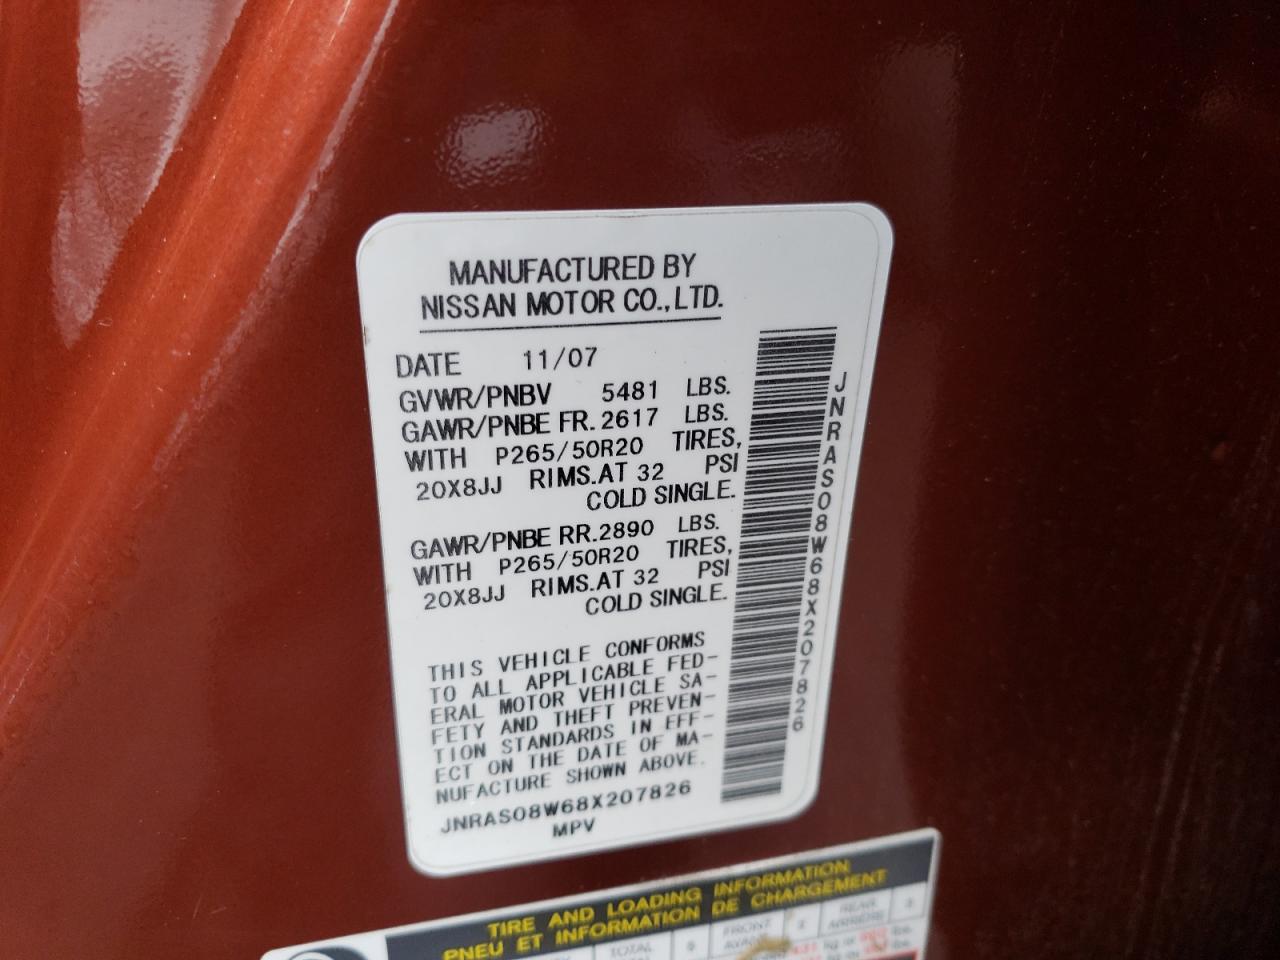 MANUFACTURED BY
NISSAN MOTOR CO., LTD.
DATE 11/07
GVWR/PNBV 5481 LBS.
GAWR/PNBE FR. 2617 LBS.
WITH P265/50R20 TIRES,
20X8JJ RIMS. AT 32 PSI
COLD SINGLE.
GAWR/PNBE RR. 2890 LBS.
WITH P265/50R20 TIRES,
20X8JJ RIMS. AT 32 PSI
COLD SINGLE.
THIS VEHICLE CONFORMS
TO ALL APPLICABLE FED-
ERAL MOTOR VEHICLE SA-
FETY AND THEFT PREVEN-
TION STANDARDS IN EFF-
ECT ON THE DATE OF MA-
NUFACTURE SHOWN ABOVE.
JNRAS08W68X207826
MPV
JNRAS08W68X207826
TIRE AND LOADING INFORMATION
PNEU ET INFORMATION DE CHARGEMENT
TOTAL
FRONT
REAR
ARRIÈRE